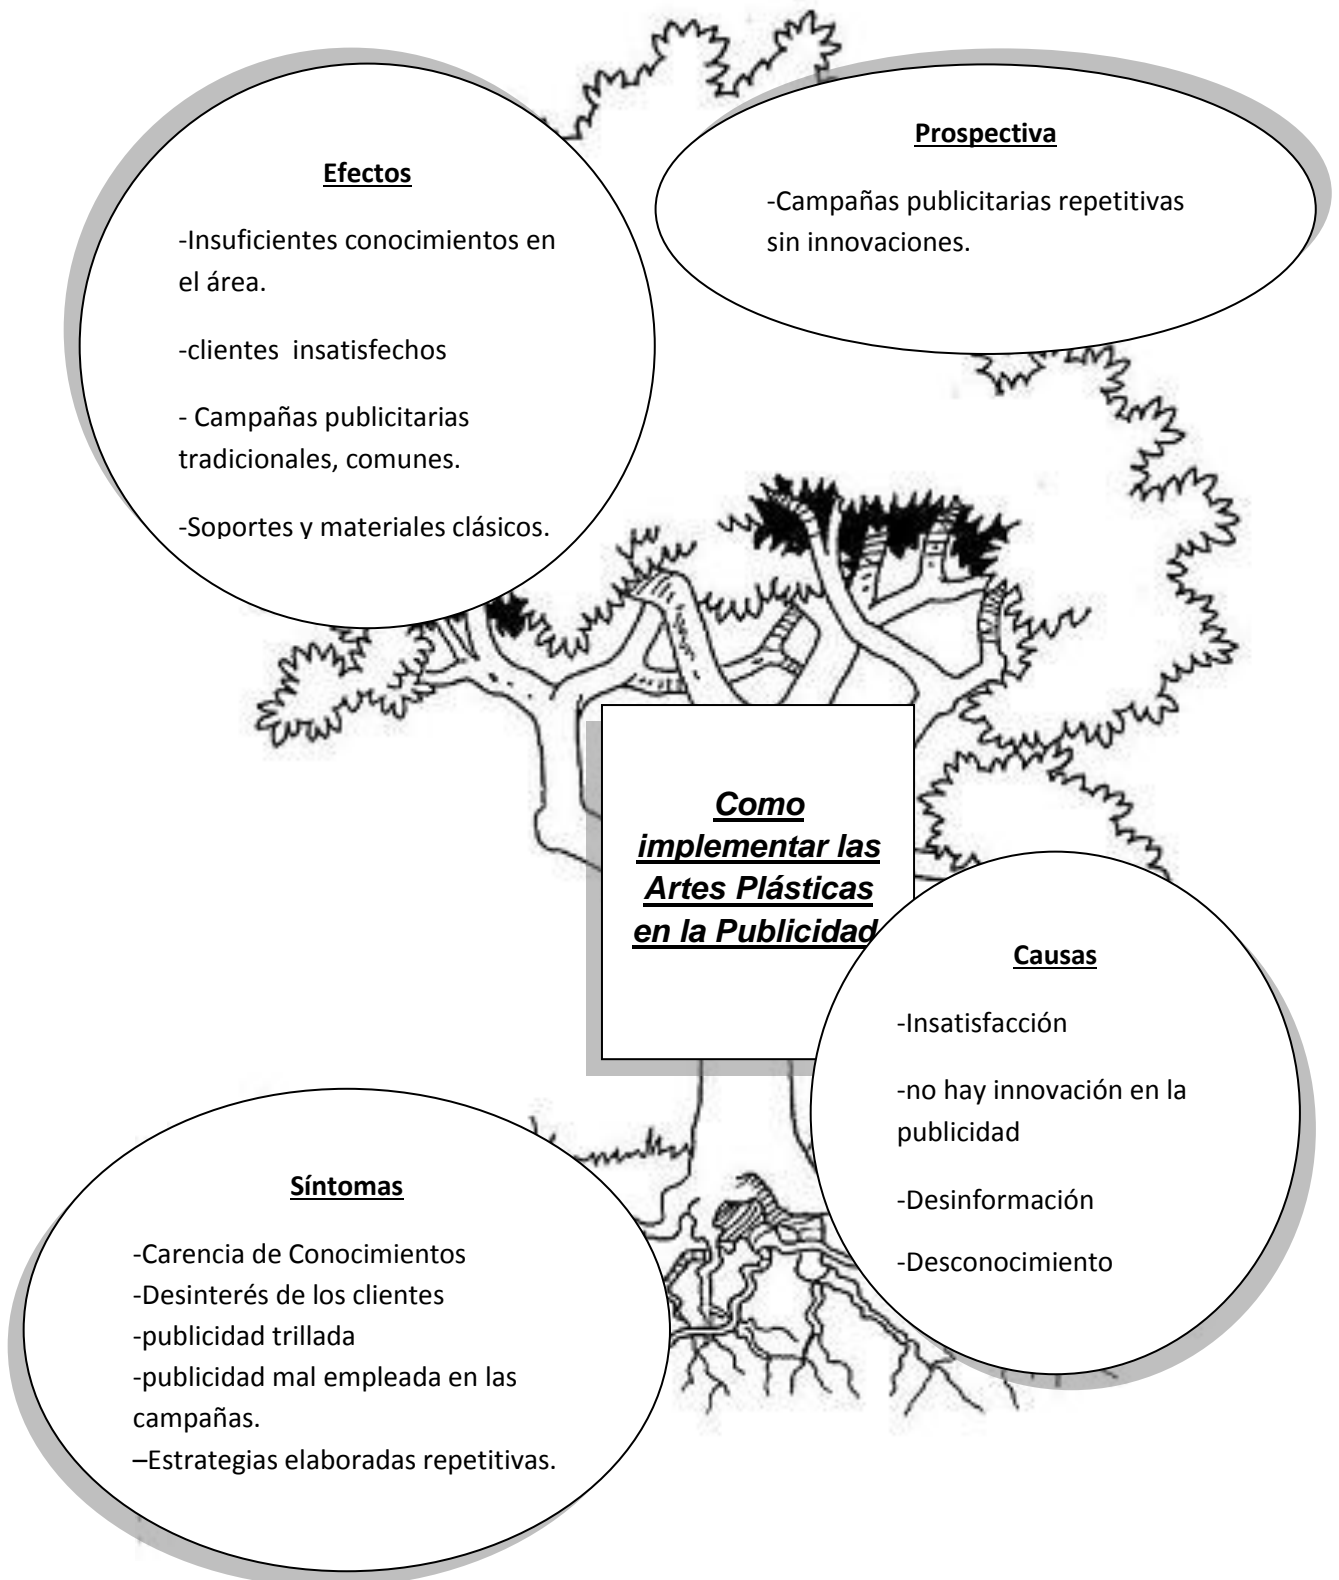 Efectos
-Insuficientes conocimientos en
el área.
-clientes  insatisfechos
- Campañas publicitarias
tradicionales, comunes.
-Soportes y materiales clásicos.
Prospectiva
-Campañas publicitarias repetitivas
sin innovaciones.
Como
implementar las
Artes Plásticas
en la Publicidad
Causas
-Insatisfacción
-no hay innovación en la
publicidad
-Desinformación
-Desconocimiento
Síntomas
-Carencia de Conocimientos
-Desinterés de los clientes
-publicidad trillada
-publicidad mal empleada en las
campañas.
–Estrategias elaboradas repetitivas.